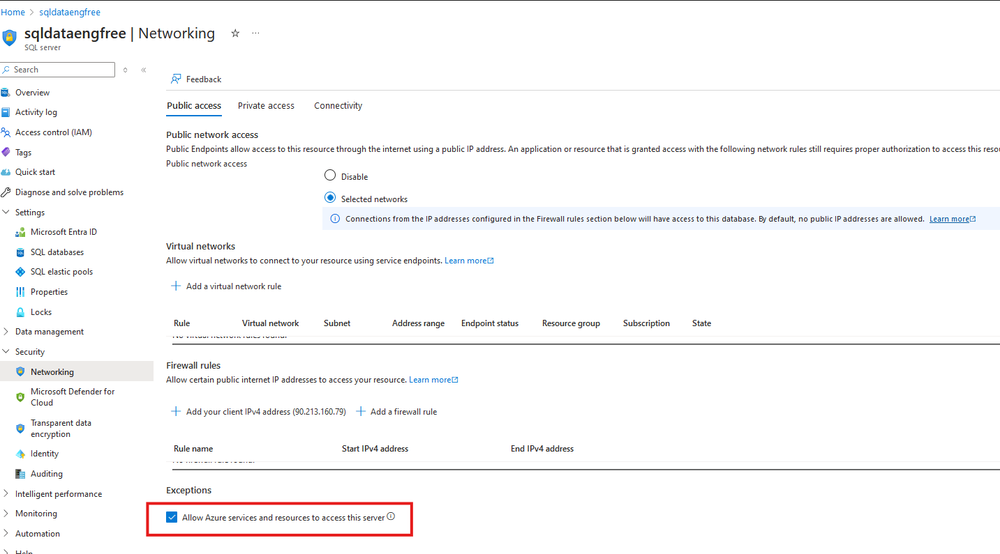 Home > sqldataengfree
sqldataengfree | Networking
SQL server
Search
Overview
Activity log
Access control (IAM)
Tags
Quick start
Diagnose and solve problems
Settings
Microsoft Entra ID
SQL databases
SQL elastic pools
Properties
Locks
Data management
Security
Networking
Microsoft Defender for
Cloud
Transparent data
encryption
Identity
Auditing
Intelligent performance
Monitoring
Automation
Help
Feedback
Public access Private access Connectivity
Public network access
Public Endpoints allow access to this resource through the internet using a public IP address. An application or resource that is granted access with the following network rules still requires proper authorization to access this resou
Public network access
Disable
Selected networks
Connections from the IP addresses configured in the Firewall rules section below will have access to this database. By default, no public IP addresses are allowed. Learn more
Virtual networks
Allow virtual networks to connect to your resource using service endpoints. Learn more
Add a virtual network rule
Rule Virtual network Subnet Address range Endpoint status Resource group Subscription State
No virtual network rules found.
Firewall rules
Allow certain public internet IP addresses to access your resource. Learn more
Add your client IPv4 address (90.213.160.79) Add a firewall rule
Rule name Start IPv4 address End IPv4 address
No firewall rule found.
Exceptions
Allow Azure services and resources to access this server